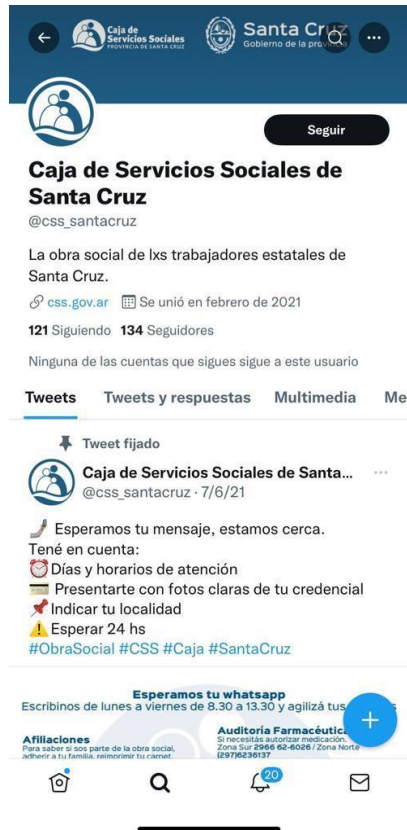 Caja de
Servicios Sociales
PROVINCIA DE SANTA CRUZ
Santa Cruz
Gobierno de la provincia
Seguir
Caja de Servicios Sociales de
Santa Cruz
@css_santacruz
La obra social de lxs trabajadores estatales de
Santa Cruz.
css.gov.ar Se unió en febrero de 2021
121 Siguiendo 134 Seguidores
Ninguna de las cuentas que sigues sigue a este usuario
Tweets Tweets y respuestas Multimedia Me
Tweet fijado
Caja de Servicios Sociales de Santa...
@css_santacruz · 7/6/21
Esperamos tu mensaje, estamos cerca.
Tené en cuenta:
Días y horarios de atención
Presentarte con fotos claras de tu credencial
Indicar tu localidad
Esperar 24 hs
#ObraSocial #CSS #Caja #SantaCruz
Esperamos tu whatsapp
Escribinos de lunes a viernes de 8.30 a 13.30 y agilizá tus
Afiliaciones
Para saber si sos parte de la obra social,
adherir a tu familia, reimprimir tu carnet.
Auditoría Farmacéutic
Si necesitás autorizar medicación.
Zona Sur 2966 62-6026 / Zona Norte
(297)6236137
20